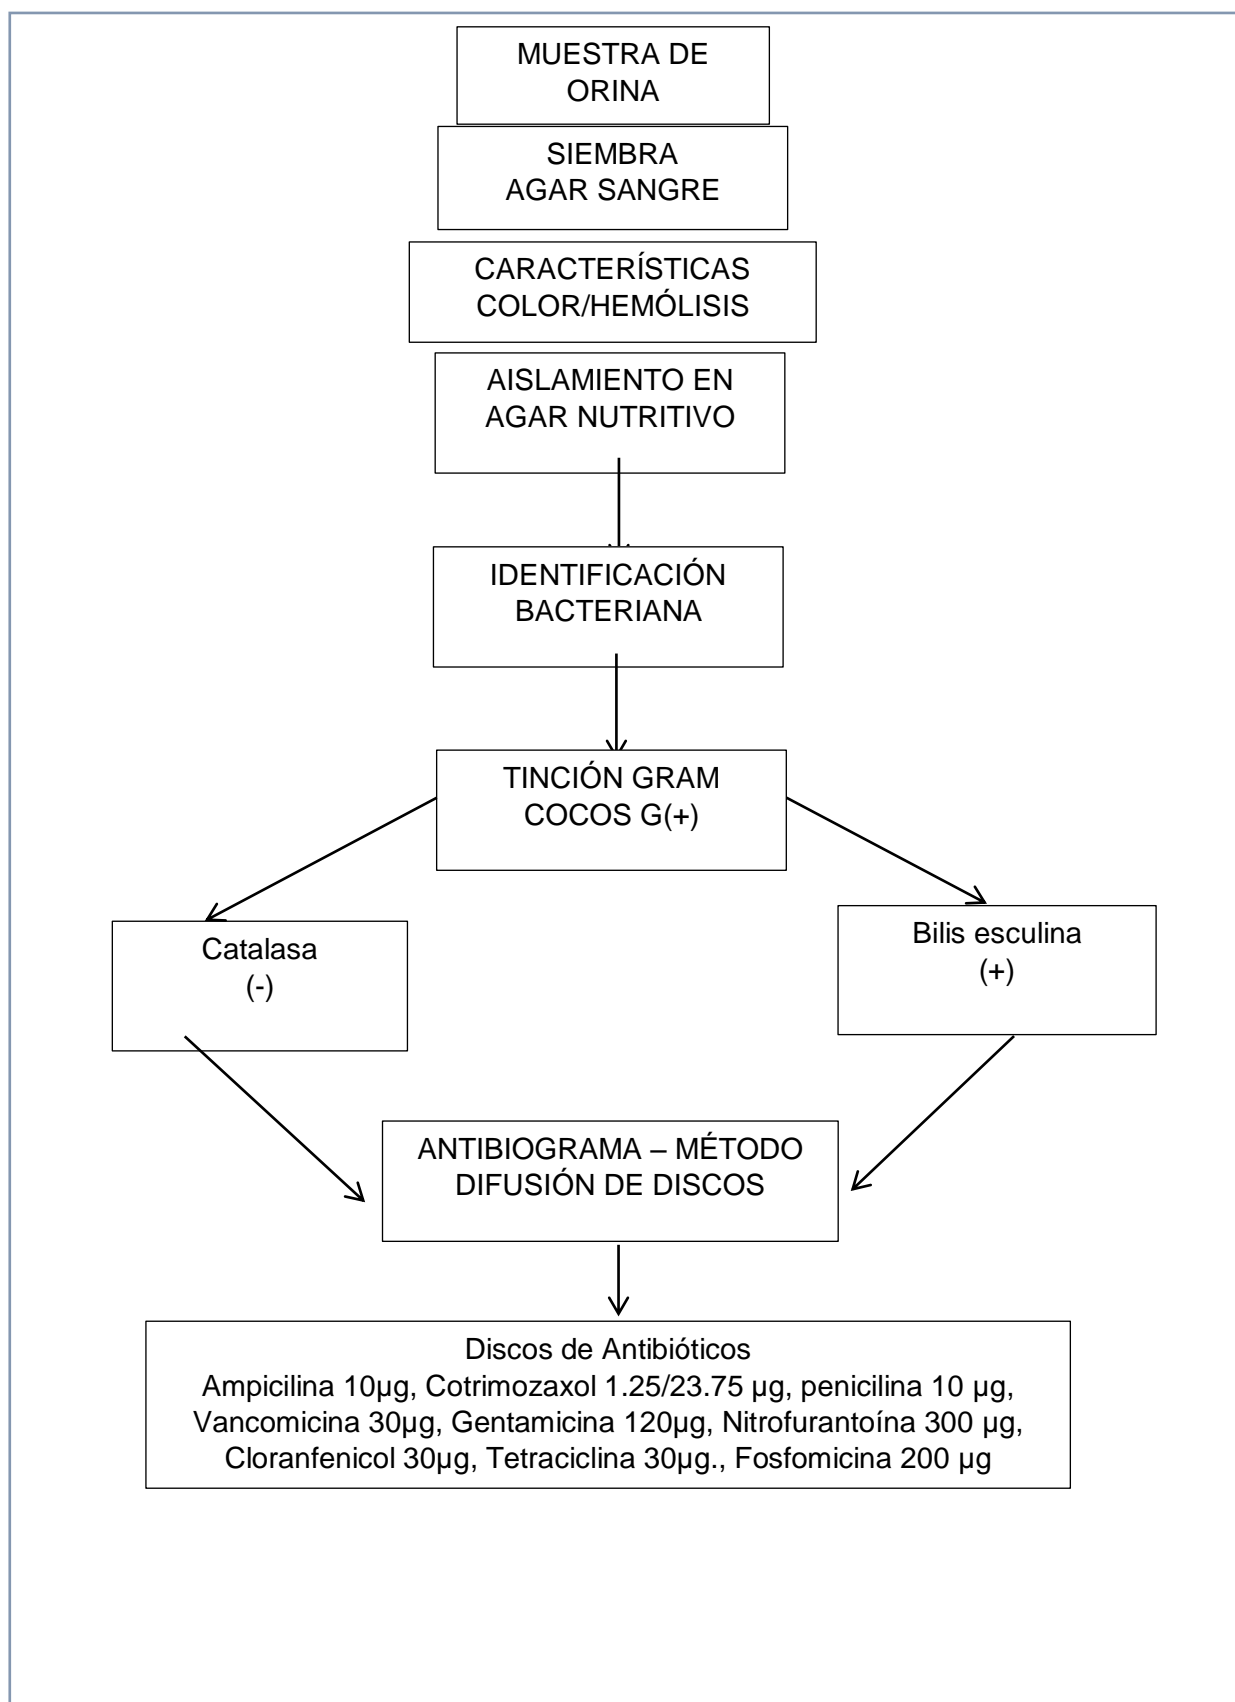 MUESTRA DE
ORINA
SIEMBRA
AGAR SANGRE
CARACTERÍSTICAS
COLOR/HEMÓLISIS
AISLAMIENTO EN
AGAR NUTRITIVO
IDENTIFICACIÓN
BACTERIANA
TINCIÓN GRAM
COCOS G(+)
Catalasa
(-)
Bilis esculina
(+)
ANTIBIOGRAMA – MÉTODO
DIFUSIÓN DE DISCOS
Discos de Antibióticos
Ampicilina 10µg, Cotrimozaxol 1.25/23.75 µg, penicilina 10 µg,
Vancomicina 30µg, Gentamicina 120µg, Nitrofurantoína 300 µg,
Cloranfenicol 30µg, Tetraciclina 30µg., Fosfomicina 200 µg